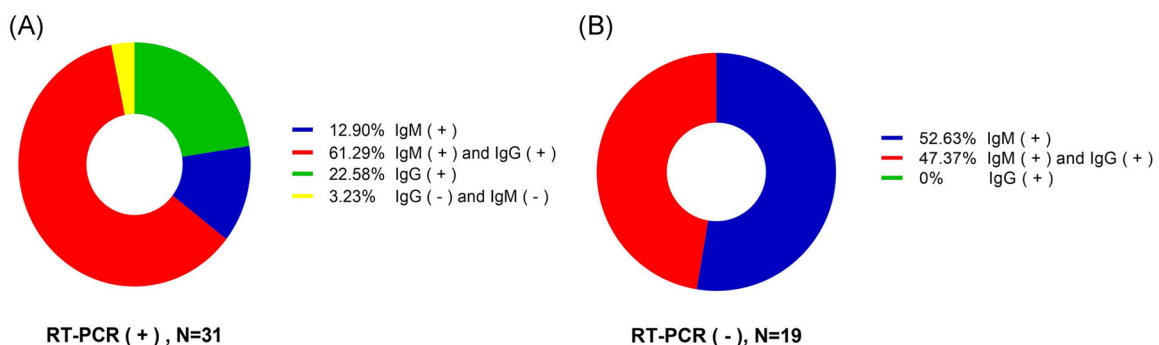 (A)
12.90% IgM ( + )
61.29% IgM ( + ) and IgG ( + )
22.58% IgG ( + )
3.23% IgG ( - ) and IgM ( - )
RT-PCR ( + ) , N=31
(B)
52.63% IgM ( + )
47.37% IgM ( + ) and IgG ( + )
0% IgG ( + )
RT-PCR ( - ), N=19